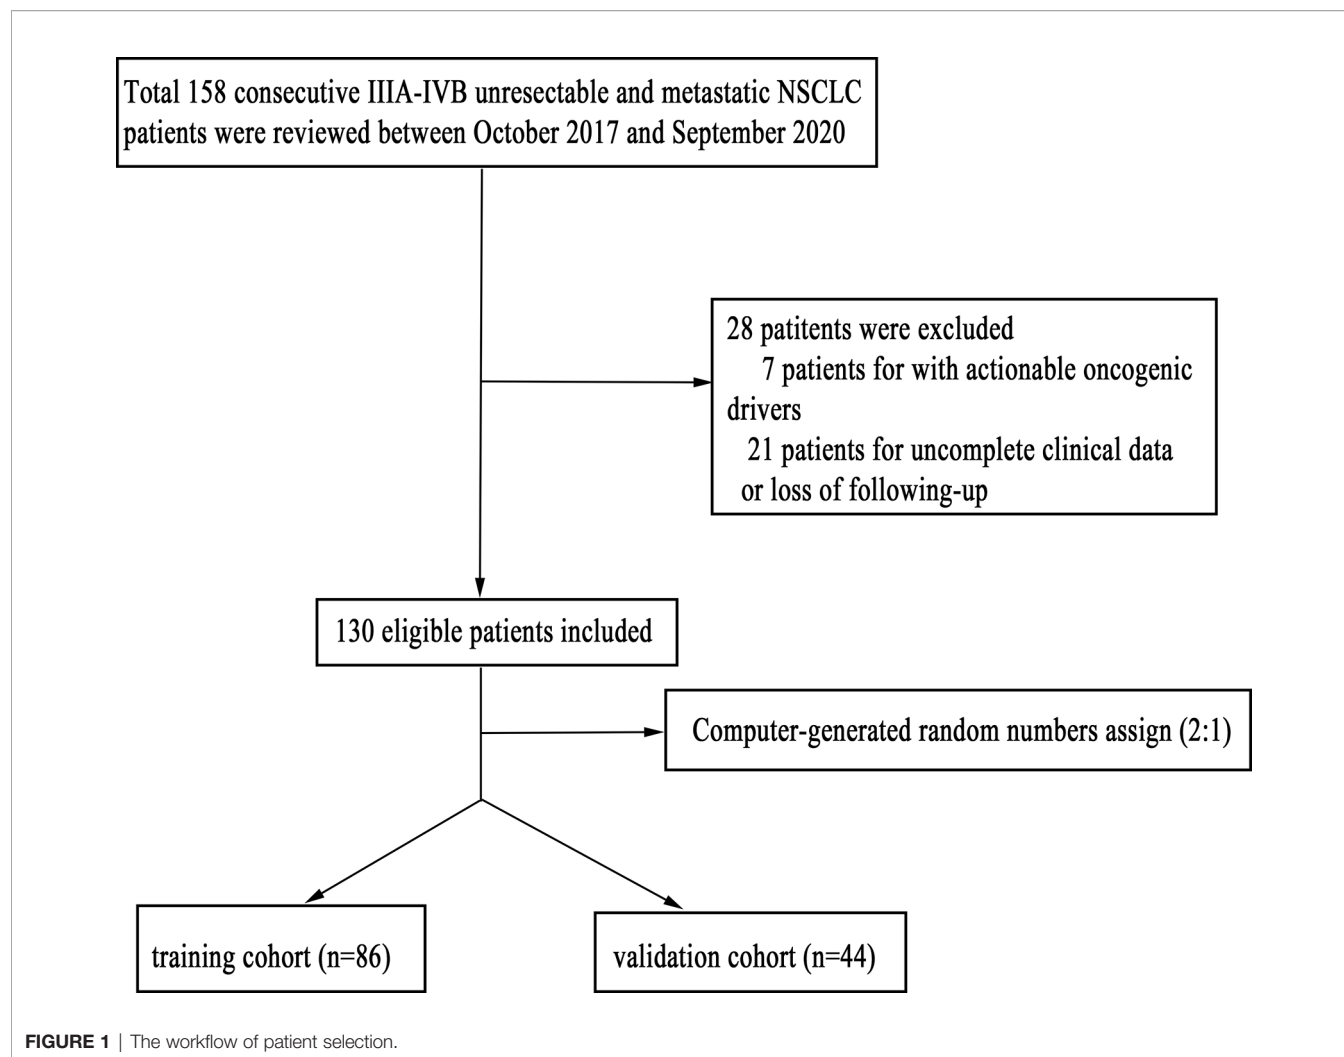 Total 158 consecutive IIIA-IVB unresectable and metastatic NSCLC
patients were reviewed between October 2017 and September 2020
28 patitents were excluded
7 patients for with actionable oncogenic
drivers
21 patients for uncomplete clinical data
or loss of following-up
130 eligible patients included
Computer-generated random numbers assign (2:1)
training cohort (n=86)
validation cohort (n=44)
FIGURE 1 | The workflow of patient selection.